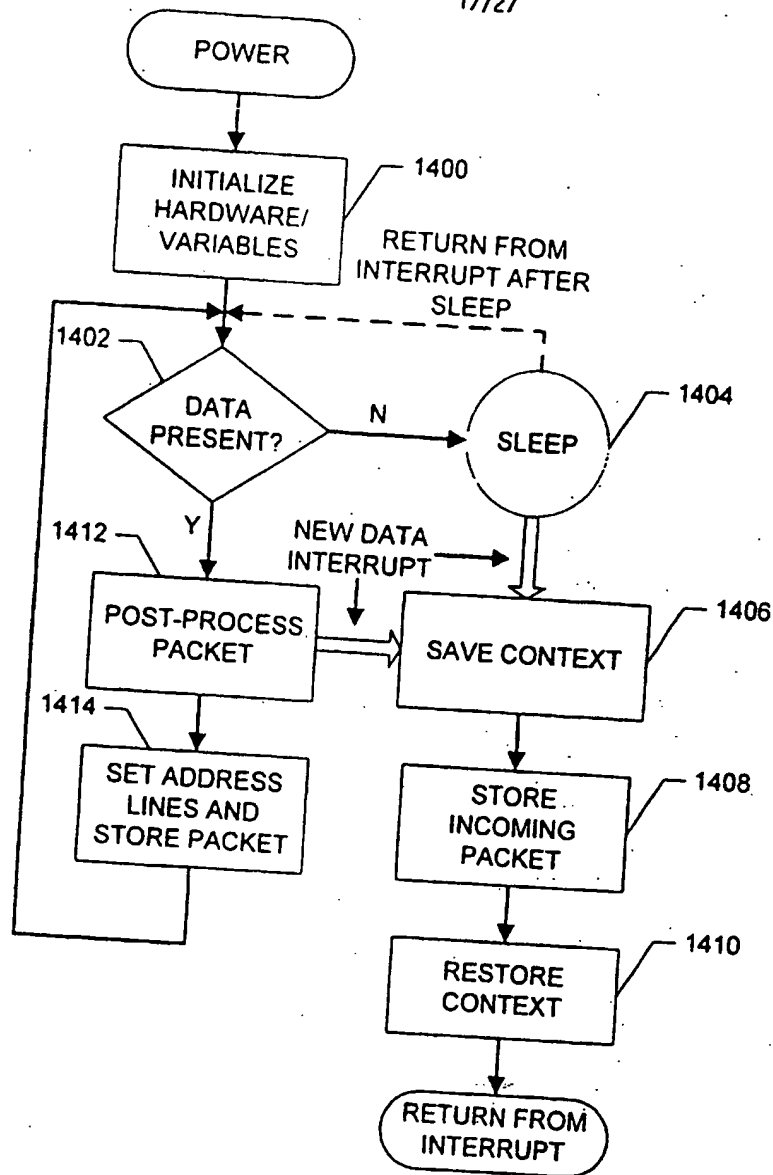 17/27
POWER
INITIALIZE
HARDWARE/
VARIABLES
1400
RETURN FROM
INTERRUPT AFTER
SLEEP
1402
DATA
PRESENT?
N
SLEEP
1404
Y
1412
NEW DATA
INTERRUPT
POST-PROCESS
PACKET
SAVE CONTEXT
1406
1414
SET ADDRESS
LINES AND
STORE PACKET
STORE
INCOMING
PACKET
1408
RESTORE
CONTEXT
1410
RETURN FROM
INTERRUPT